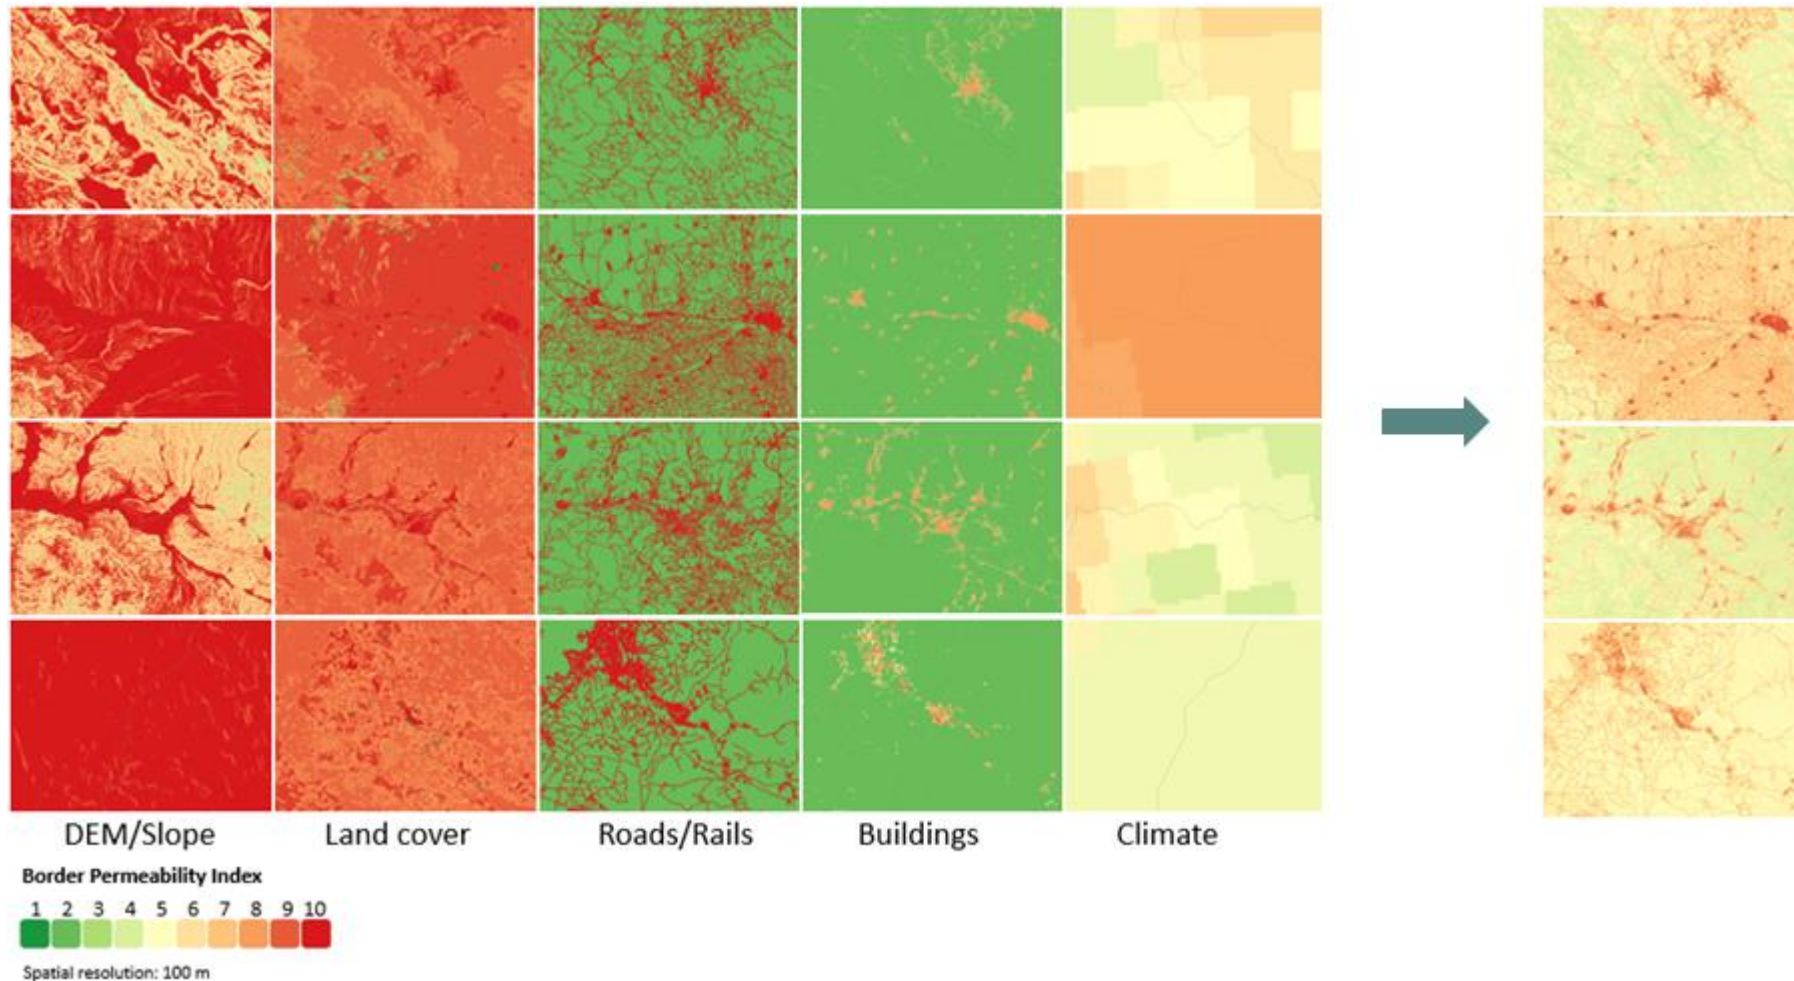 DEM/Slope Land cover Roads/Rails Buildings Climate
Border Permeability Index
1 2 3 4 5 6 7 8 9 10
Spatial resolution: 100 m